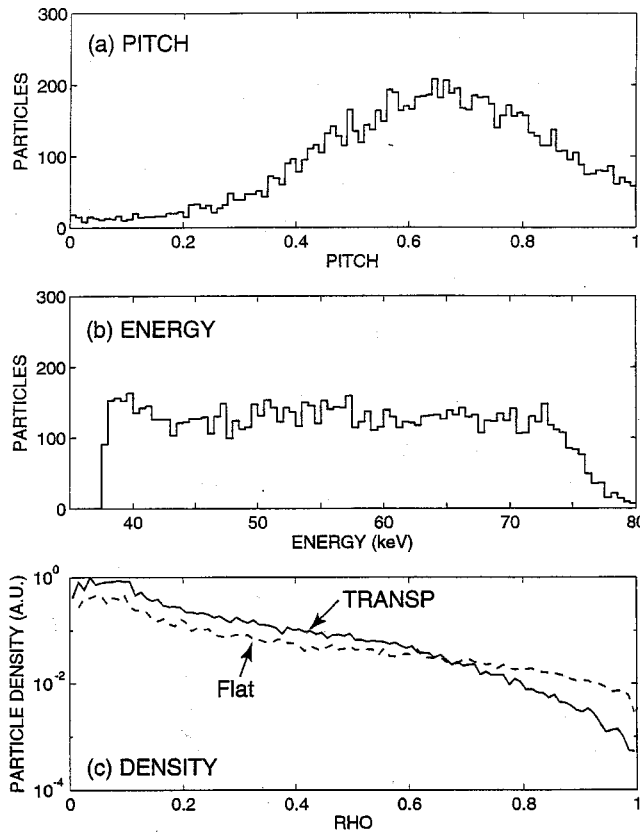 300
(a) PITCH
200
100
0
PARTICLES
0 0.2 0.4 0.6 0.8 1
PITCH
300
(b) ENERGY
200
100
0
PARTICLES
40 50 60 70 80
ENERGY (keV)
10⁰
TRANSP
10⁻²
Flat
10⁻⁴
PARTICLE DENSITY (A.U.)
(c) DENSITY
0 0.2 0.4 0.6 0.8 1
RHO